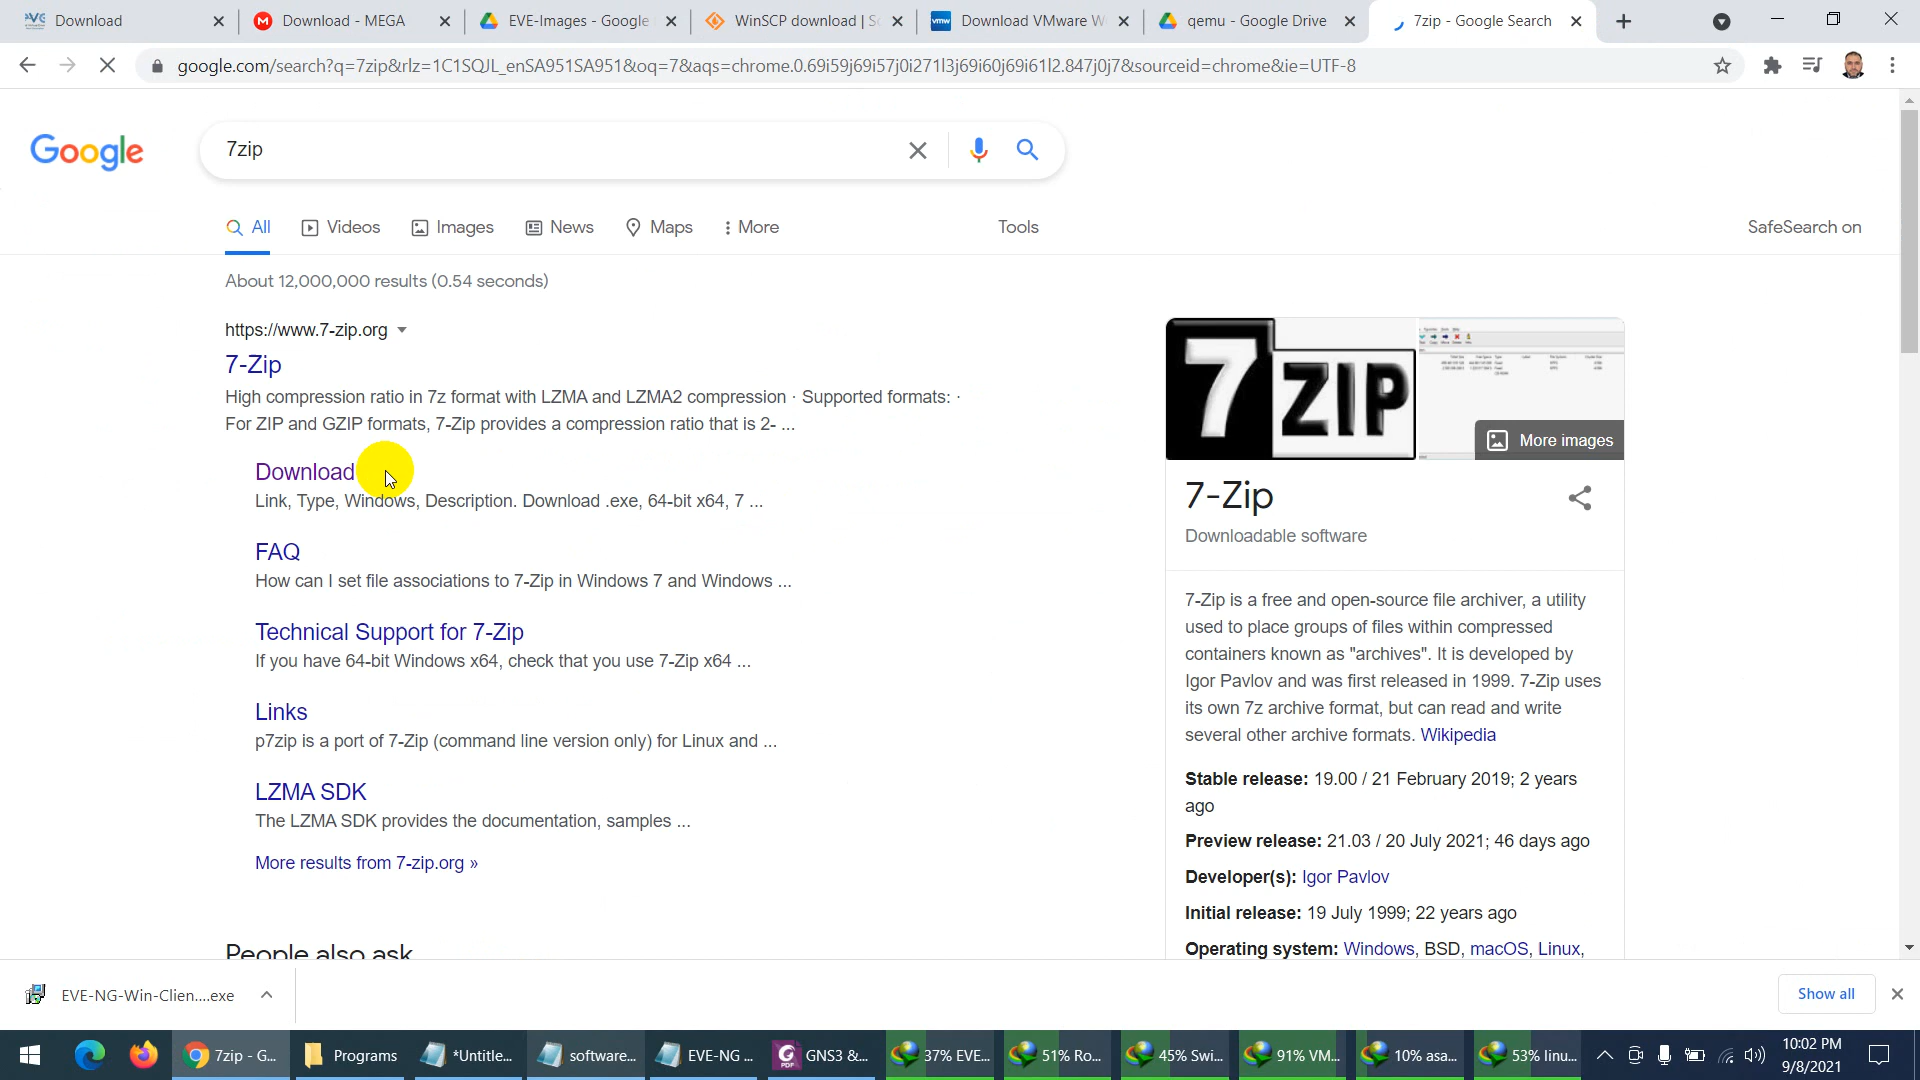 Download
Download - MEGA
EVE-Images - Google
WinSCP download | S
Download VMware W
qemu - Google Drive
7zip - Google Search
google.com/search?q=7zip&rlz=1C1SQJL_enSA951SA951&oq=7&aqs=chrome.0.69i59j69i57j0i271l3j69i60j69i61l2.847j0j7&sourceid=chrome&ie=UTF-8
Google
7zip
All
Videos
Images
News
Maps
More
Tools
SafeSearch on
About 12,000,000 results (0.54 seconds)
https://www.7-zip.org
7-Zip
High compression ratio in 7z format with LZMA and LZMA2 compression · Supported formats: ·
For ZIP and GZIP formats, 7-Zip provides a compression ratio that is 2- ...
Download
Link, Type, Windows, Description. Download .exe, 64-bit x64, 7 ...
FAQ
How can I set file associations to 7-Zip in Windows 7 and Windows ...
Technical Support for 7-Zip
If you have 64-bit Windows x64, check that you use 7-Zip x64 ...
Links
p7zip is a port of 7-Zip (command line version only) for Linux and ...
LZMA SDK
The LZMA SDK provides the documentation, samples ...
More results from 7-zip.org »
People also ask
7ZIP
More images
7-Zip
Downloadable software
7-Zip is a free and open-source file archiver, a utility
used to place groups of files within compressed
containers known as "archives". It is developed by
Igor Pavlov and was first released in 1999. 7-Zip uses
its own 7z archive format, but can read and write
several other archive formats. Wikipedia
Stable release: 19.00 / 21 February 2019; 2 years
ago
Preview release: 21.03 / 20 July 2021; 46 days ago
Developer(s): Igor Pavlov
Initial release: 19 July 1999; 22 years ago
Operating system: Windows, BSD, macOS, Linux,
EVE-NG-Win-Clien....exe
Show all
7zip - G...
Programs
*Untitle...
software...
EVE-NG ...
GNS3 &...
37% EVE...
51% Ro...
45% Swi...
91% VM...
10% asa...
53% linu...
10:02 PM
9/8/2021